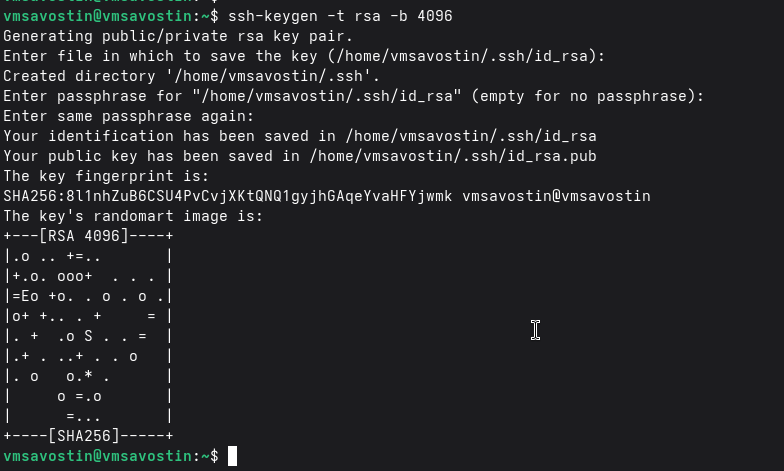 vmsavostin@vmsavostin:~$ ssh-keygen -t rsa -b 4096
Generating public/private rsa key pair.
Enter file in which to save the key (/home/vmsavostin/.ssh/id_rsa):
Created directory '/home/vmsavostin/.ssh'.
Enter passphrase for "/home/vmsavostin/.ssh/id_rsa" (empty for no passphrase):
Enter same passphrase again:
Your identification has been saved in /home/vmsavostin/.ssh/id_rsa
Your public key has been saved in /home/vmsavostin/.ssh/id_rsa.pub
The key fingerprint is:
SHA256:8l1nhZuB6CSU4PvCvjXKtQNQ1gyjhGAqeYvaHFYjwmk vmsavostin@vmsavostin
The key's randomart image is:
+---[RSA 4096]----+
|.o .. +=..       |
|+.o. ooo+  . . . |
|=Eo +o. . o . o .|
|o+ +.. . +     = |
|. +  .o S . . =  |
|.+ . ..+ . . o   |
|. o   o.* .      |
|     o =.o       |
|      =...       |
+----[SHA256]-----+
vmsavostin@vmsavostin:~$